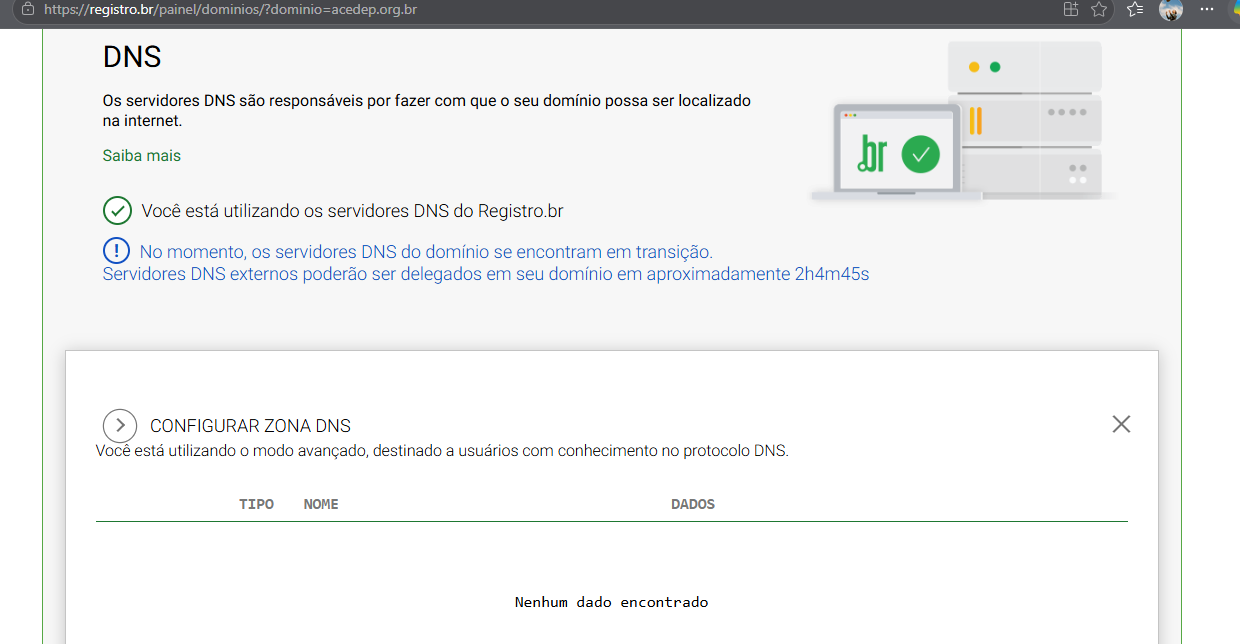 https://registro.br/painel/dominios/?dominio=acedep.org.br
DNS
Os servidores DNS são responsáveis por fazer com que o seu domínio possa ser localizado
na internet.
Saiba mais
.br
Você está utilizando os servidores DNS do Registro.br
No momento, os servidores DNS do domínio se encontram em transição.
Servidores DNS externos poderão ser delegados em seu domínio em aproximadamente 2h4m45s
CONFIGURAR ZONA DNS
Você está utilizando o modo avançado, destinado a usuários com conhecimento no protocolo DNS.
TIPO NOME DADOS
Nenhum dado encontrado